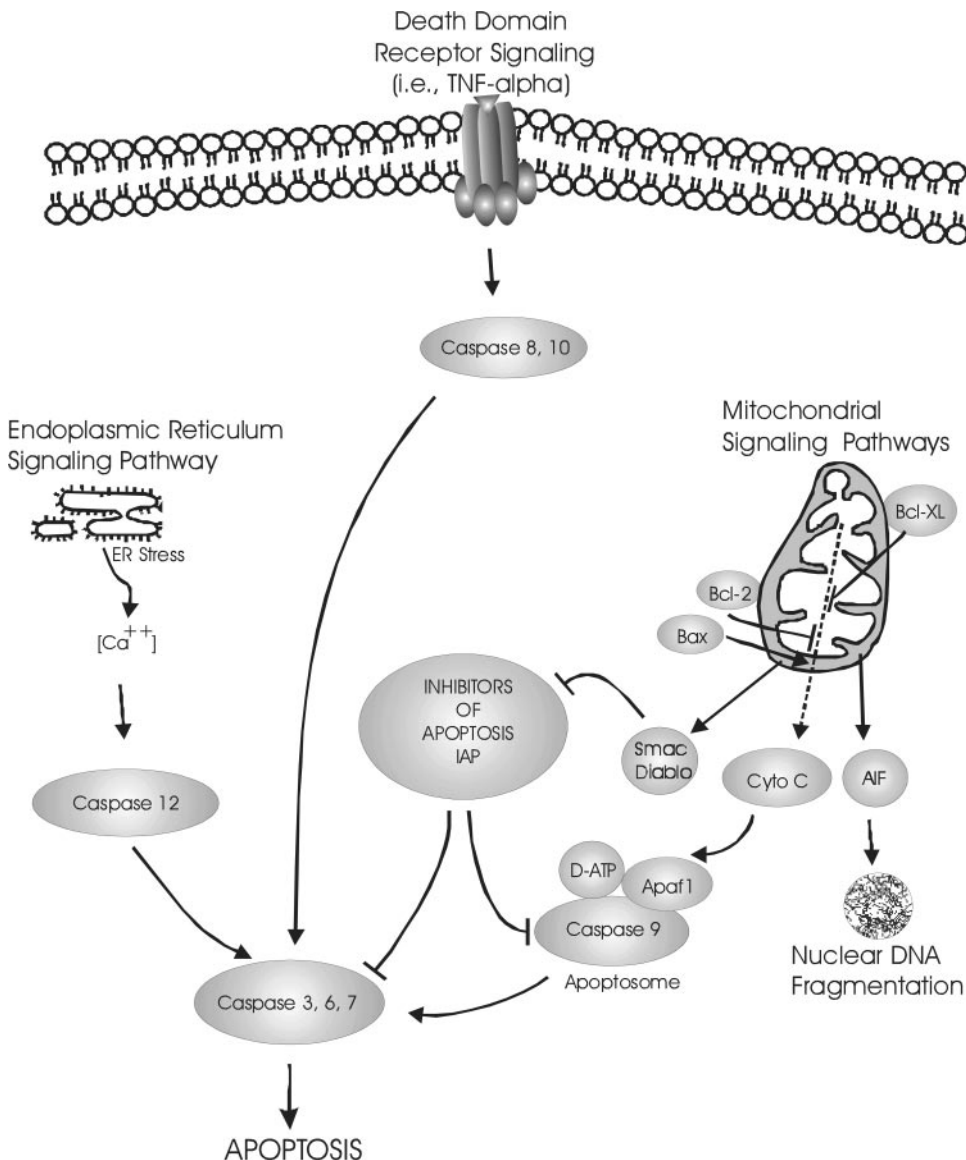 Death Domain
Receptor Signaling
(i.e., TNF-alpha)
Caspase 8, 10
Endoplasmic Reticulum
Signaling Pathway
ER Stress
[Ca++]
Caspase 12
Mitochondrial
Signaling Pathways
Bcl-XL
Bcl-2
Bax
INHIBITORS
OF
APOPTOSIS
IAP
Smac
Diablo
Cyto C
AIF
D-ATP
Apaf1
Caspase 9
Apoptosome
Nuclear DNA
Fragmentation
Caspase 3, 6, 7
APOPTOSIS